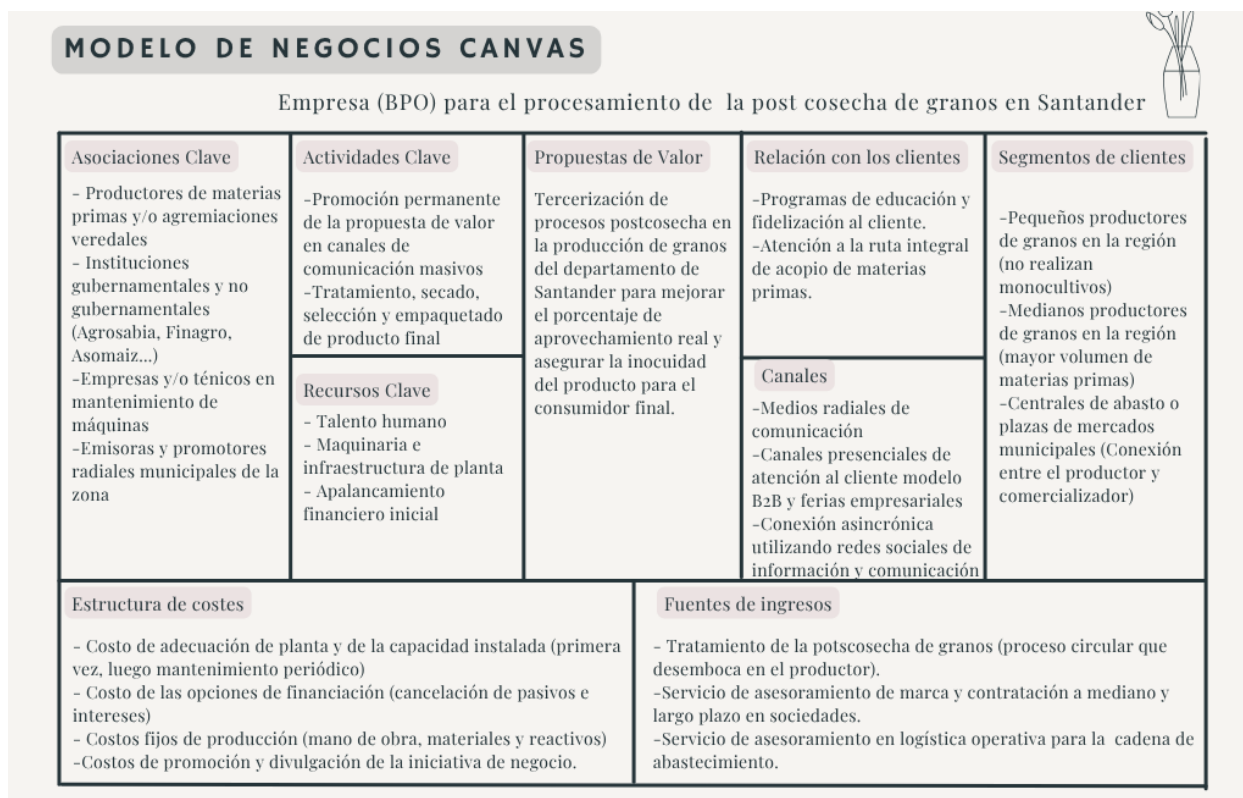 MODELO DE NEGOCIOS CANVAS
Empresa (BPO) para el procesamiento de la post cosecha de granos en Santander
Asociaciones Clave
- Productores de materias
primas y/o agremiaciones
veredales
- Instituciones
gubernamentales y no
gubernamentales
(Agrosabia, Finagro,
Asomaiz...)
-Empresas y/o ténicos en
mantenimiento de
máquinas
-Emisoras y promotores
radiales municipales de la
zona
Actividades Clave
-Promoción permanente
de la propuesta de valor
en canales de
comunicación masivos
-Tratamiento, secado,
selección y empaquetado
de producto final
Recursos Clave
- Talento humano
- Maquinaria e
infraestructura de planta
- Apalancamiento
financiero inicial
Propuestas de Valor
Tercerización de
procesos postcosecha en
la producción de granos
del departamento de
Santander para mejorar
el porcentaje de
aprovechamiento real y
asegurar la inocuidad
del producto para el
consumidor final.
Relación con los clientes
-Programas de educación y
fidelización al cliente.
-Atención a la ruta integral
de acopio de materias
primas.
Canales
-Medios radiales de
comunicación
-Canales presenciales de
atención al cliente modelo
B2B y ferias empresariales
-Conexión asincrónica
utilizando redes sociales de
información y comunicación
Segmentos de clientes
-Pequeños productores
de granos en la región
(no realizan
monocultivos)
-Medianos productores
de granos en la región
(mayor volumen de
materias primas)
-Centrales de abasto o
plazas de mercados
municipales (Conexión
entre el productor y
comercializador)
Estructura de costes
- Costo de adecuación de planta y de la capacidad instalada (primera
vez, luego mantenimiento periódico)
- Costo de las opciones de financiación (cancelación de pasivos e
intereses)
- Costos fijos de producción (mano de obra, materiales y reactivos)
-Costos de promoción y divulgación de la iniciativa de negocio.
Fuentes de ingresos
- Tratamiento de la potscosecha de granos (proceso circular que
desemboca en el productor).
-Servicio de asesoramiento de marca y contratación a mediano y
largo plazo en sociedades.
-Servicio de asesoramiento en logística operativa para la cadena de
abastecimiento.